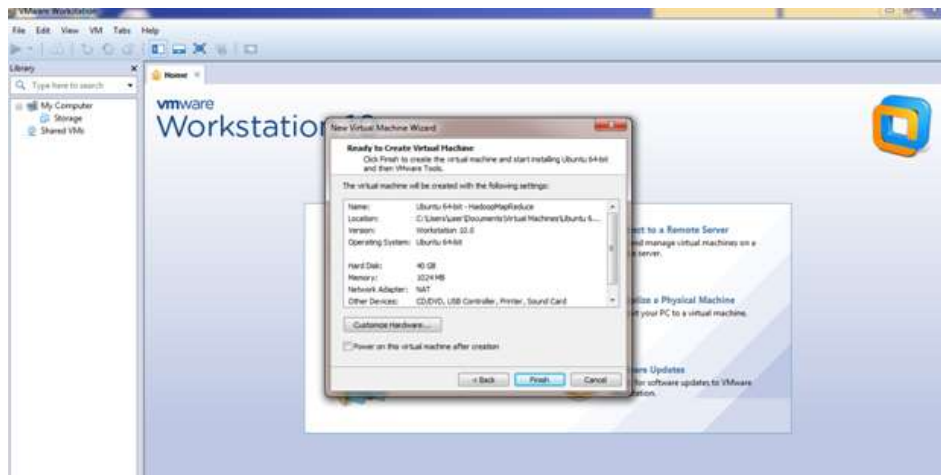 VMware Workstation
File Edit View VM Tabs Help
Library
Type here to search
Home
My Computer
Storage
Shared VMs
vmware
Workstation
New Virtual Machine Wizard
Ready to Create Virtual Machine
Click Finish to create the virtual machine and start installing Ubuntu 64-bit
and then VMware Tools.
The virtual machine will be created with the following settings:
Name: Ubuntu 64-bit - HadoopMapReduce
Location: C:\Users\user\Documents\Virtual Machines\Ubuntu 6...
Version: Workstation 10.0
Operating System: Ubuntu 64-bit
Hard Disk: 40 GB
Memory: 1024 MB
Network Adapter: NAT
Other Devices: CD/DVD, USB Controller, Printer, Sound Card
Customize Hardware...
Power on this virtual machine after creation
< Back Finish Cancel
to a Remote Server
manage virtual machines on a
server.
a Physical Machine
your PC to a virtual machine.
Updates
for software updates to VMware